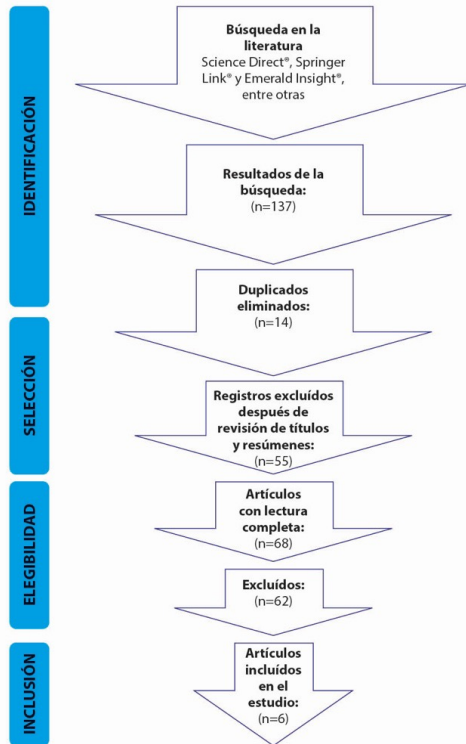 IDENTIFICACIÓN
Búsqueda en la
literatura
Science Direct®, Springer
Link® y Emerald Insight®,
entre otras
Resultados de la
búsqueda:
(n=137)
Duplicados
eliminados:
(n=14)
SELECCIÓN
Registros excluídos
después de
revisión de títulos
y resúmenes:
(n=55)
ELEGIBILIDAD
Artículos
con lectura
completa:
(n=68)
Excluídos:
(n=62)
INCLUSIÓN
Artículos
incluídos
en el
estudio:
(n=6)